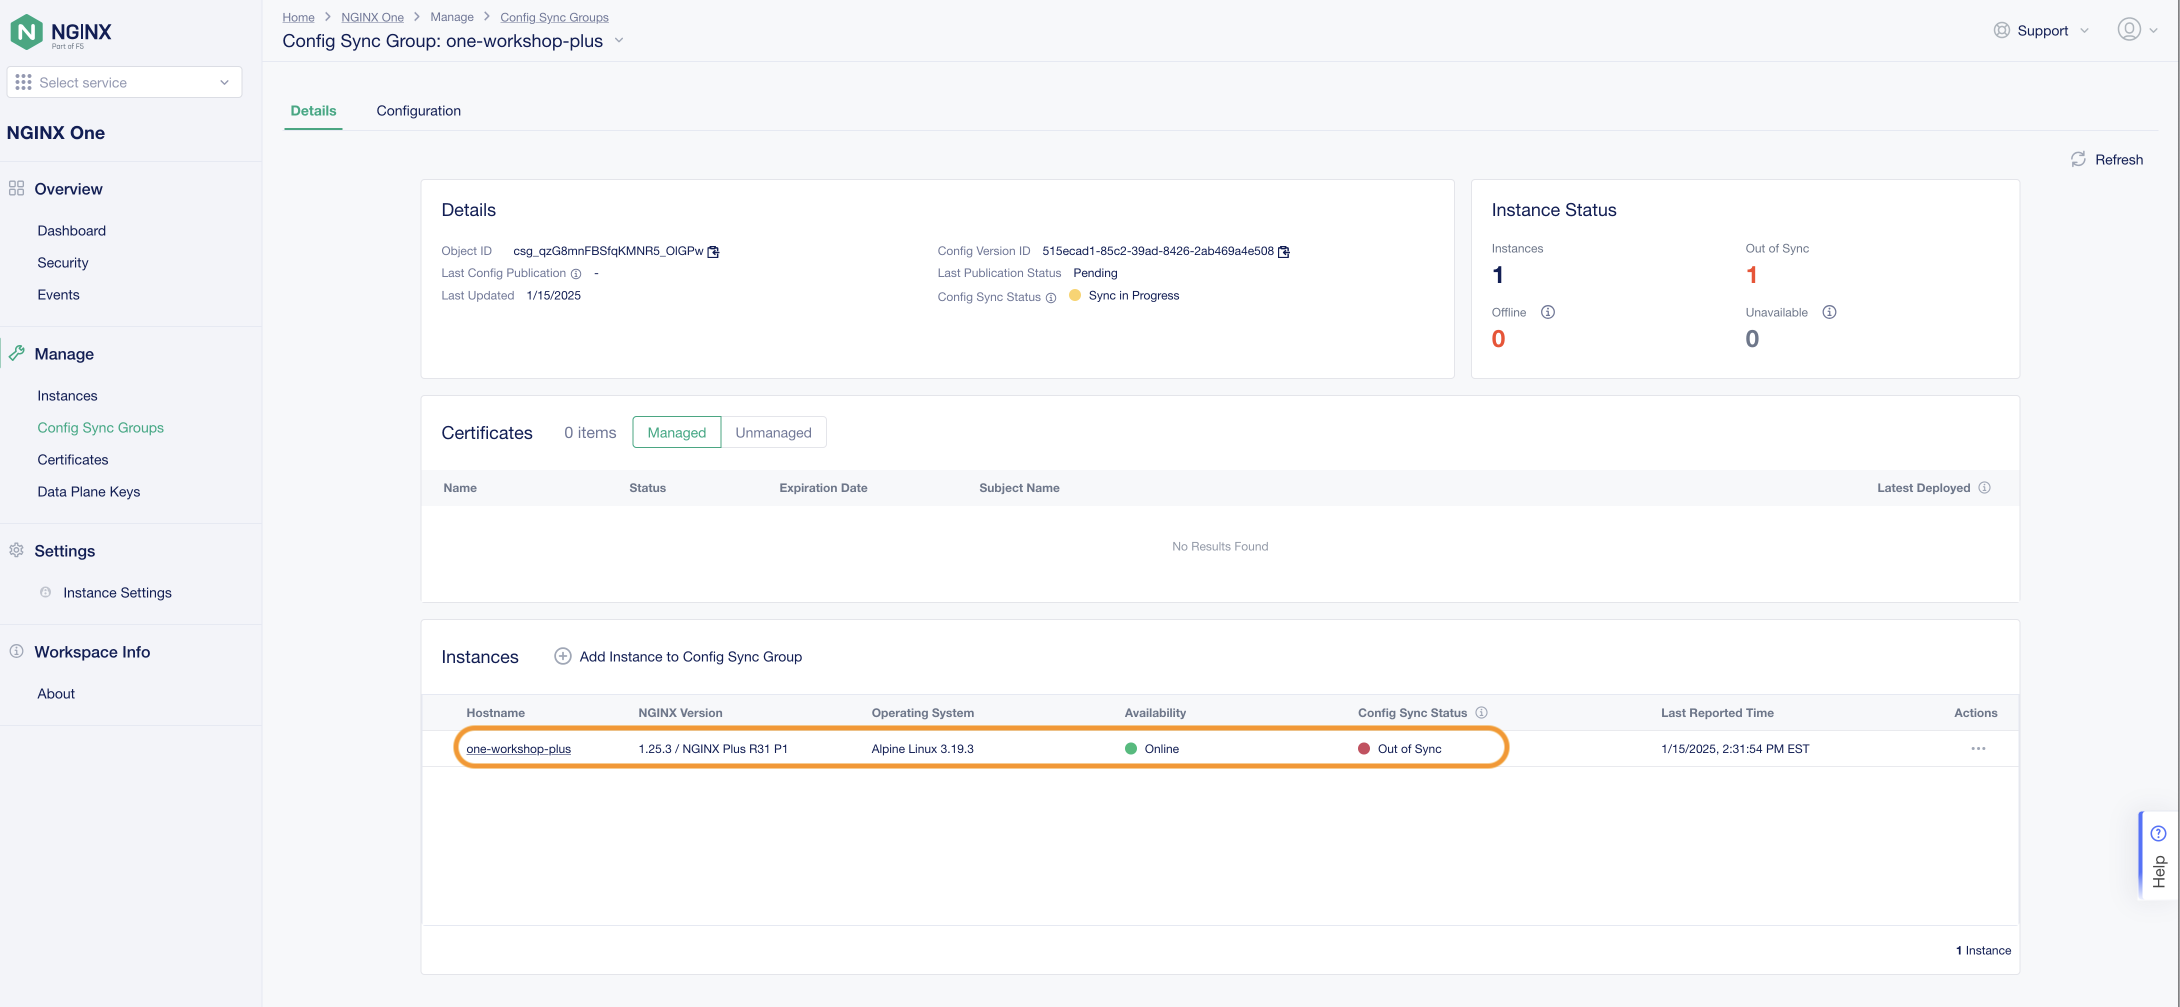 NGINX
Part of F5
Select service
NGINX One
Overview
Dashboard
Security
Events
Manage
Instances
Config Sync Groups
Certificates
Data Plane Keys
Settings
Instance Settings
Workspace Info
About
Home > NGINX One > Manage > Config Sync Groups
Config Sync Group: one-workshop-plus
Support
Details Configuration
Refresh
Details
Object ID csg_qzG8mnFBSfqKMNR5_OlGPw
Last Config Publication -
Last Updated 1/15/2025
Config Version ID 515ecad1-85c2-39ad-8426-2ab469a4e508
Last Publication Status Pending
Config Sync Status Sync in Progress
Instance Status
Instances Out of Sync
1 1
Offline Unavailable
0 0
Certificates 0 items Managed Unmanaged
Name Status Expiration Date Subject Name Latest Deployed
No Results Found
Instances Add Instance to Config Sync Group
Hostname NGINX Version Operating System Availability Config Sync Status Last Reported Time Actions
one-workshop-plus 1.25.3 / NGINX Plus R31 P1 Alpine Linux 3.19.3 Online Out of Sync 1/15/2025, 2:31:54 PM EST ...
1 Instance
Help